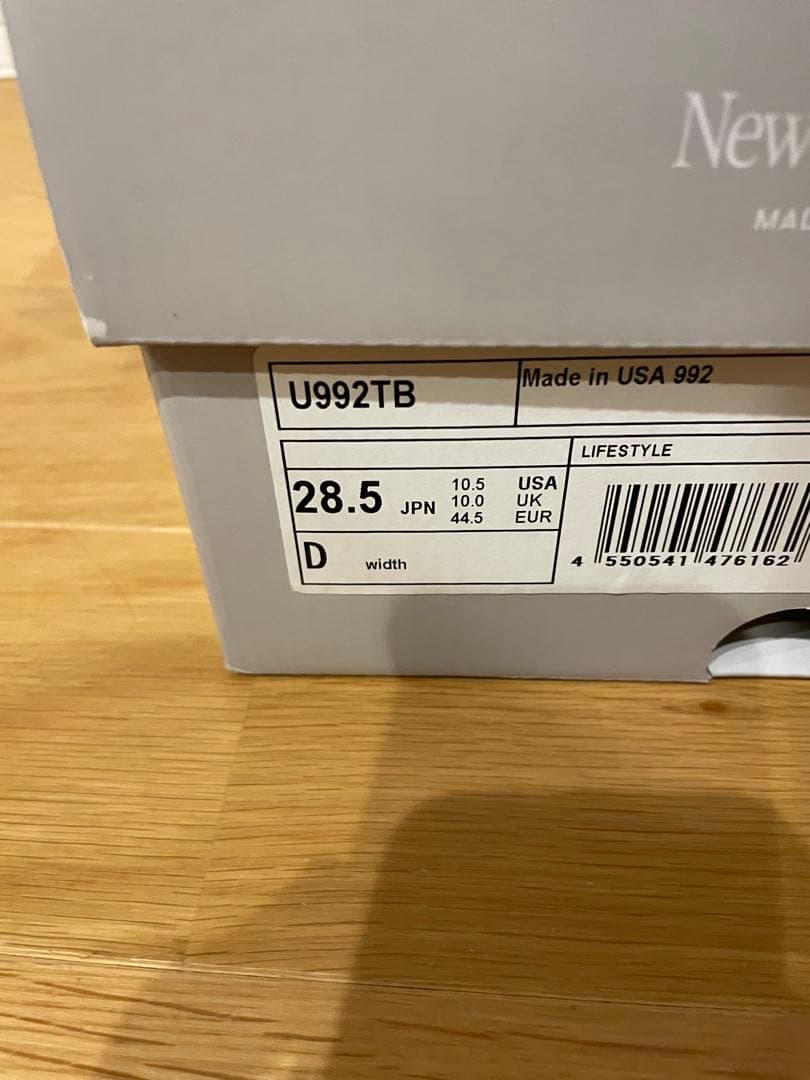 New
MAD
U992TB
Made in USA 992
LIFESTYLE
28.5 JPN
10.5 USA
10.0 UK
44.5 EUR
D width
4 550541 476162